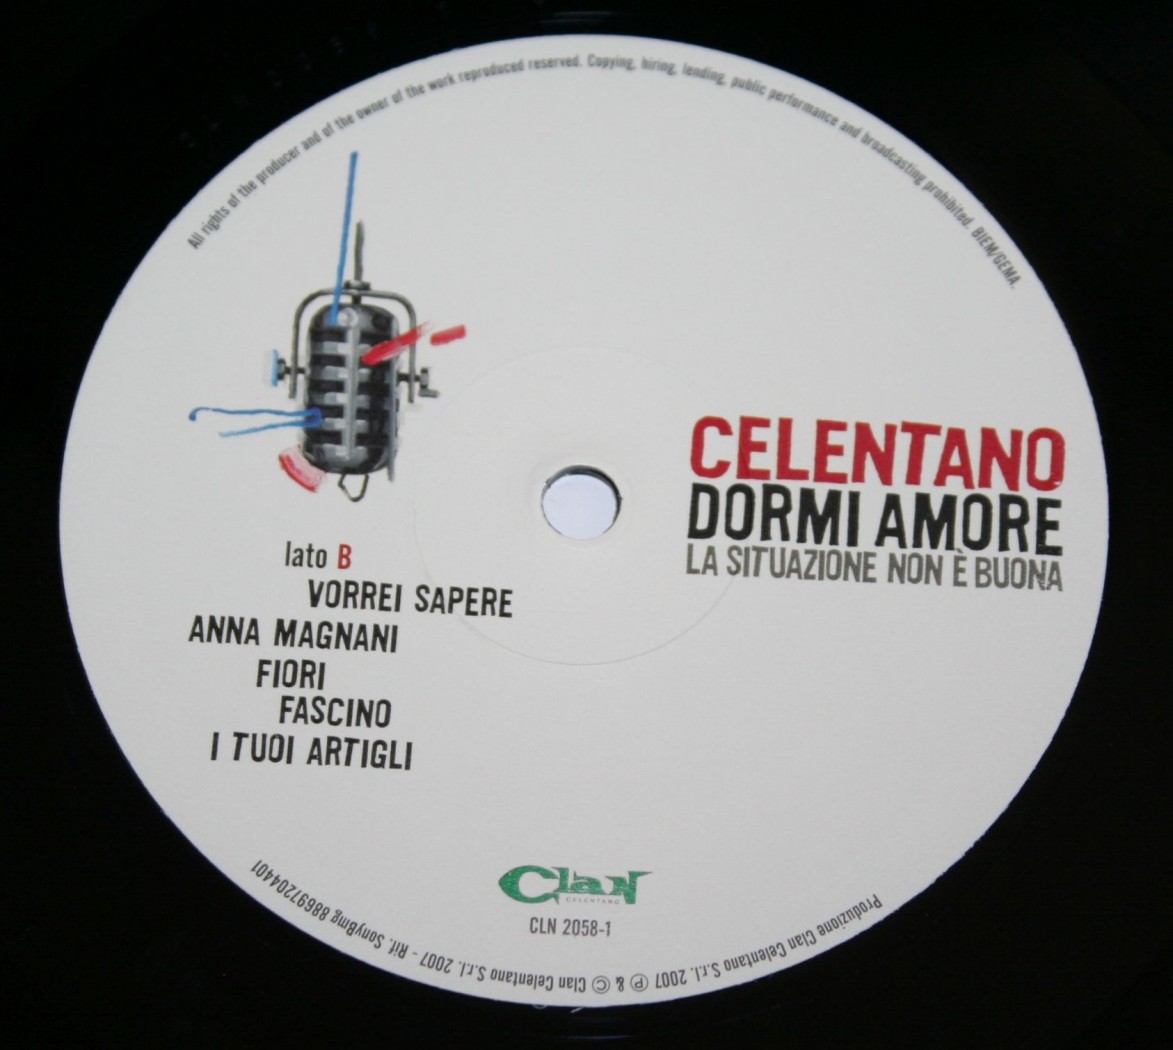 All rights of the producer and of the owner of the work reproduced reserved. Copying, hiring, lending, public performance and broadcasting prohibited. BIEM/GEMA.
CELENTANO
DORMI AMORE
LA SITUAZIONE NON È BUONA
lato B
VORREI SAPERE
ANNA MAGNANI
FIORI
FASCINO
I TUOI ARTIGLI
Clan
CELENTANO
CLN 2058-1
Produzione Clan Celentano S.r.l. 2007 ℗ & © Clan Celentano S.r.l. 2007 - Rif. SonyBmg 88697204401